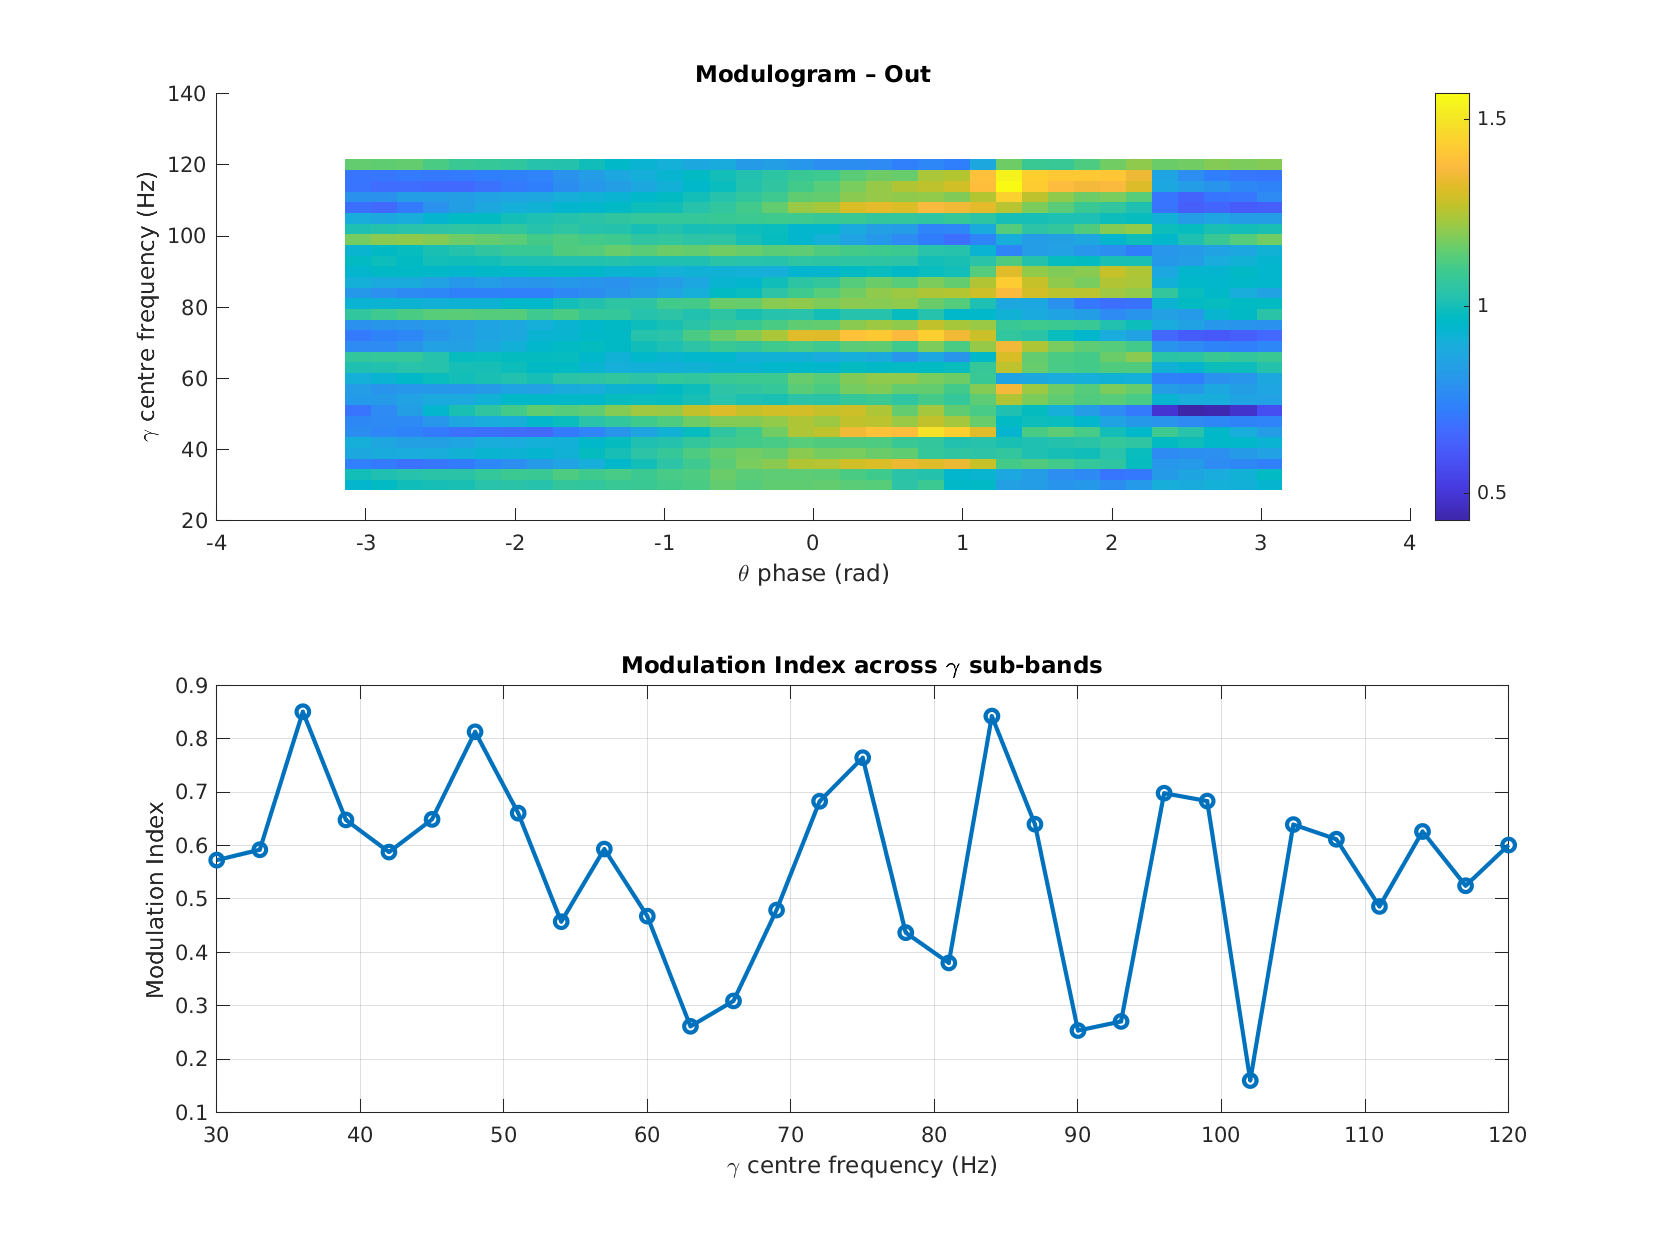 Modulogram – Out
140
120
100
80
60
40
20
γ centre frequency (Hz)
-4 -3 -2 -1 0 1 2 3 4
θ phase (rad)
1.5
1
0.5
Modulation Index across γ sub-bands
0.9
0.8
0.7
0.6
0.5
0.4
0.3
0.2
0.1
Modulation Index
30 40 50 60 70 80 90 100 110 120
γ centre frequency (Hz)